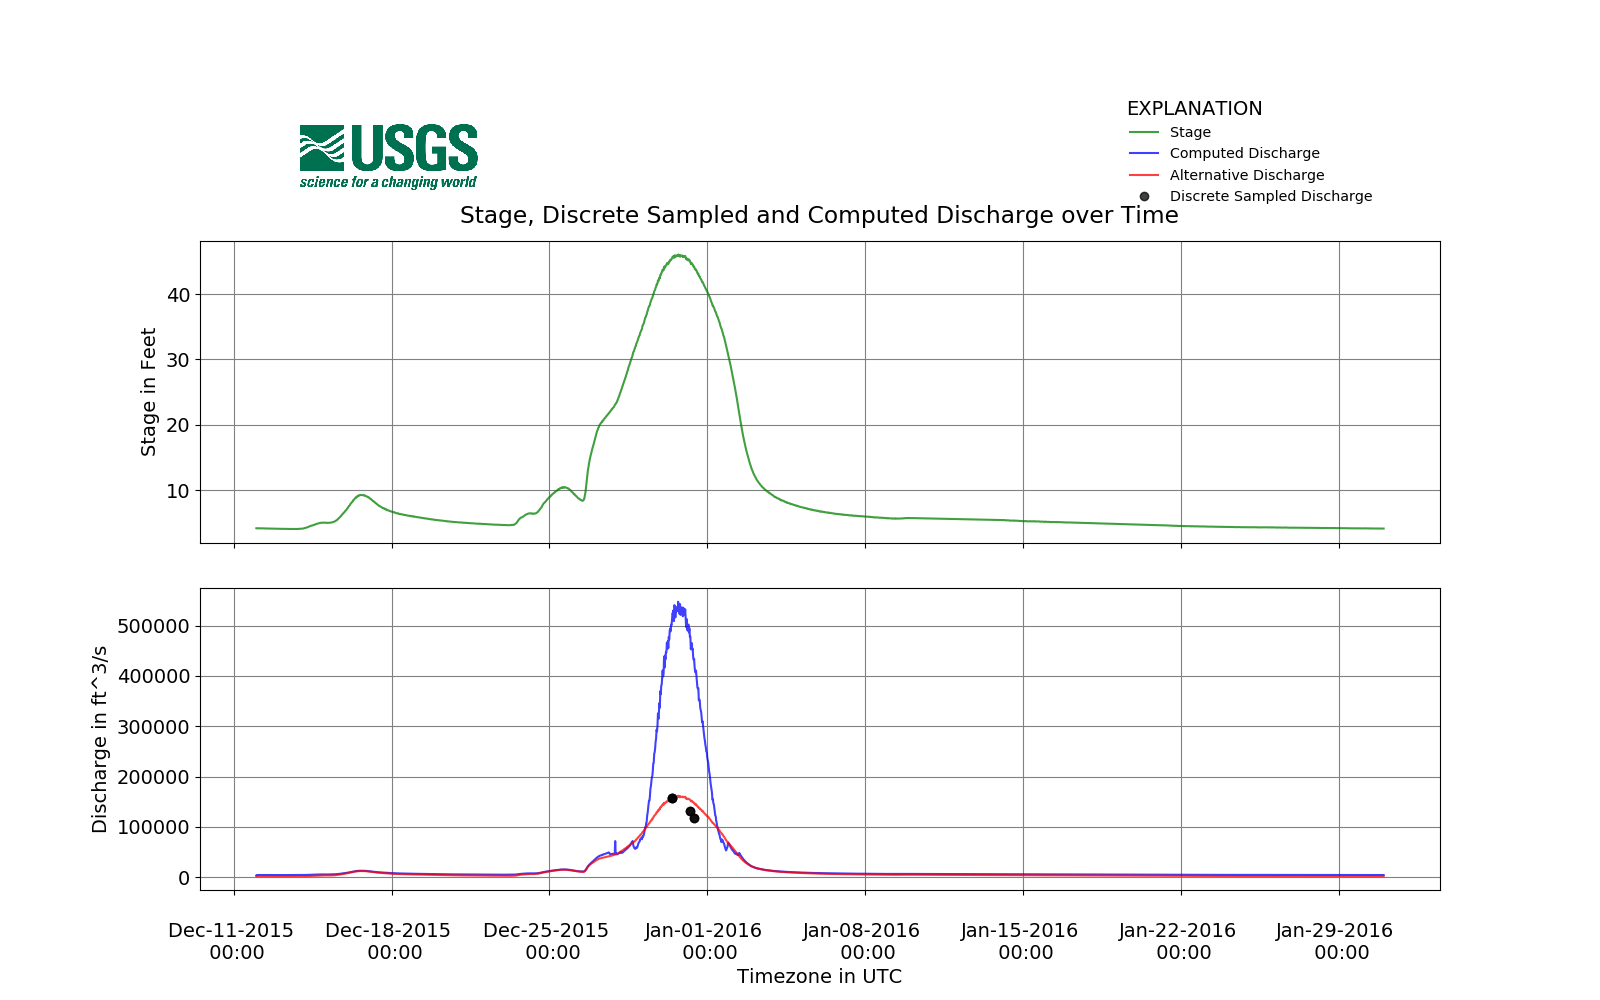 EXPLANATION
USGS
science for a changing world
Stage
Computed Discharge
Alternative Discharge
Discrete Sampled Discharge
Stage, Discrete Sampled and Computed Discharge over Time
Stage in Feet
40
30
20
10
Discharge in ft^3/s
500000
400000
300000
200000
100000
0
Dec-11-2015 Dec-18-2015 Dec-25-2015 Jan-01-2016 Jan-08-2016 Jan-15-2016 Jan-22-2016 Jan-29-2016
00:00 00:00 00:00 00:00 00:00 00:00 00:00 00:00
Timezone in UTC